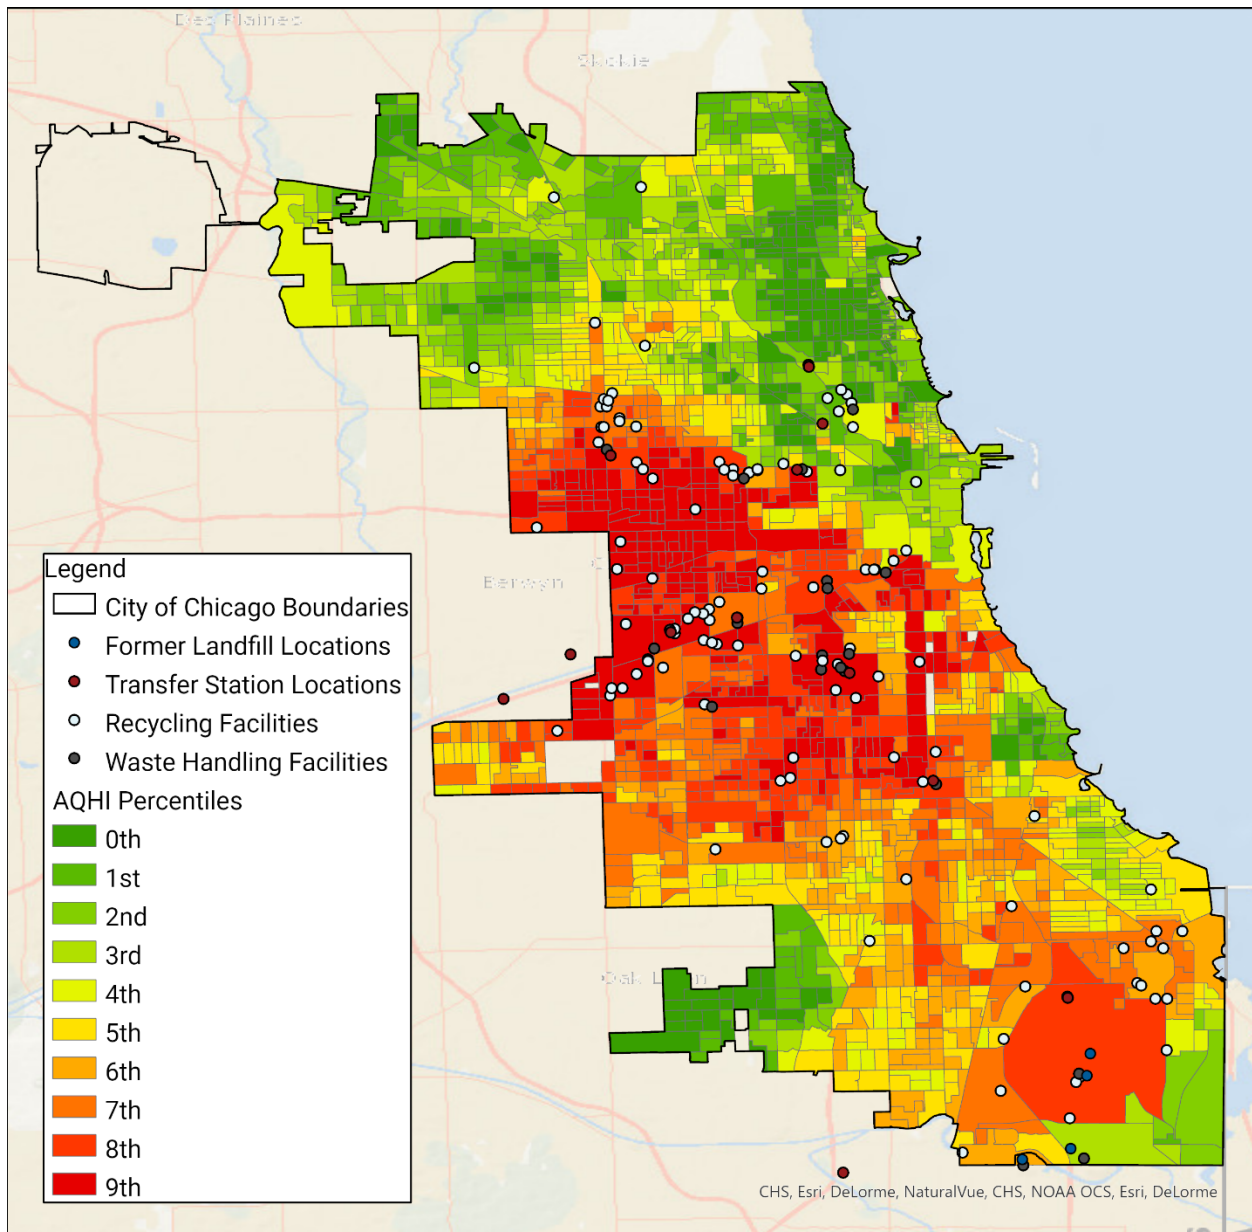 Des Plaines
Skokie
Berwyn
Legend
City of Chicago Boundaries
Former Landfill Locations
Transfer Station Locations
Recycling Facilities
Waste Handling Facilities
AQHI Percentiles
0th
1st
2nd
3rd
4th
5th
6th
7th
8th
9th
Oak Lawn
CHS, Esri, DeLorme, NaturalVue, CHS, NOAA OCS, Esri, DeLorme